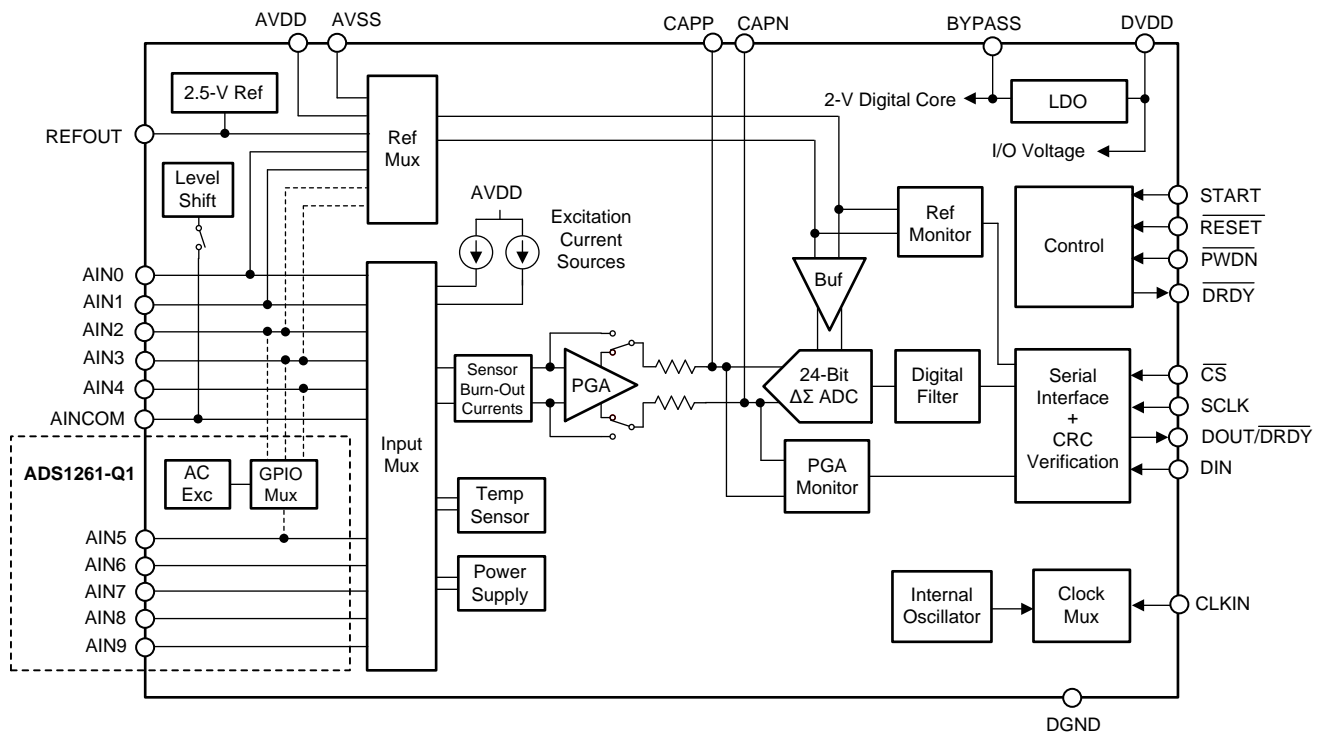 AVDD
AVSS
CAPP
CAPN
BYPASS
DVDD
2.5-V Ref
REFOUT
Ref
Mux
2-V Digital Core
LDO
I/O Voltage
Level
Shift
AVDD
Excitation
Current
Sources
Ref
Monitor
Control
START
RESET
PWDN
DRDY
AIN0
AIN1
AIN2
AIN3
AIN4
AINCOM
Buf
Sensor
Burn-Out
Currents
PGA
24-Bit
ΔΣ ADC
Digital
Filter
Serial
Interface
+
CRC
Verification
CS
SCLK
DOUT/DRDY
DIN
Input
Mux
PGA
Monitor
ADS1261-Q1
AC
Exc
GPIO
Mux
Temp
Sensor
AIN5
AIN6
AIN7
AIN8
AIN9
Power
Supply
Internal
Oscillator
Clock
Mux
CLKIN
DGND